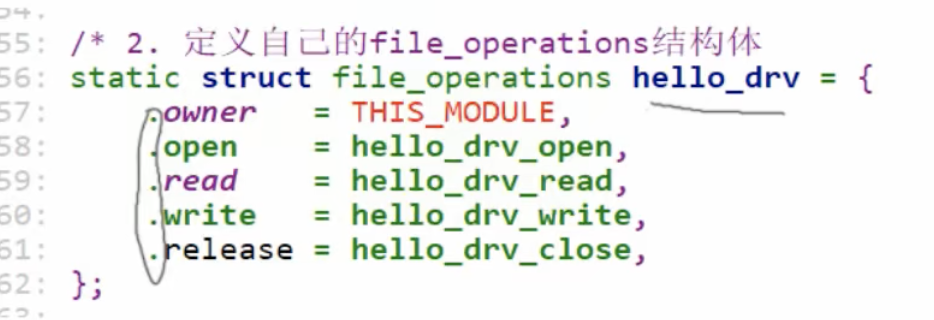 55: /* 2. 定义自己的file_operations结构体
56: static struct file_operations hello_drv = {
57: .owner = THIS_MODULE,
58: .open = hello_drv_open,
59: .read = hello_drv_read,
60: .write = hello_drv_write,
61: .release = hello_drv_close,
62: };